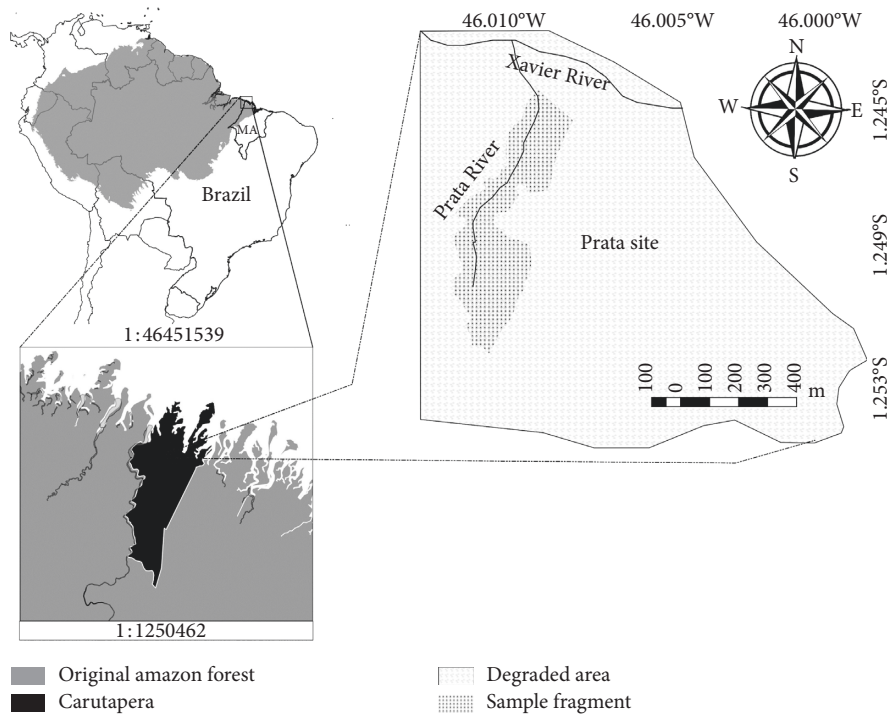 46.010°W 46.005°W 46.000°W
Xavier River
N
W E
S
1.245°S
MA
Brazil
Prata River
Prata site
1.249°S
1:46451539
100 0 100 200 300 400 m
1.253°S
1:1250462
Original amazon forest
Carutapera
Degraded area
Sample fragment